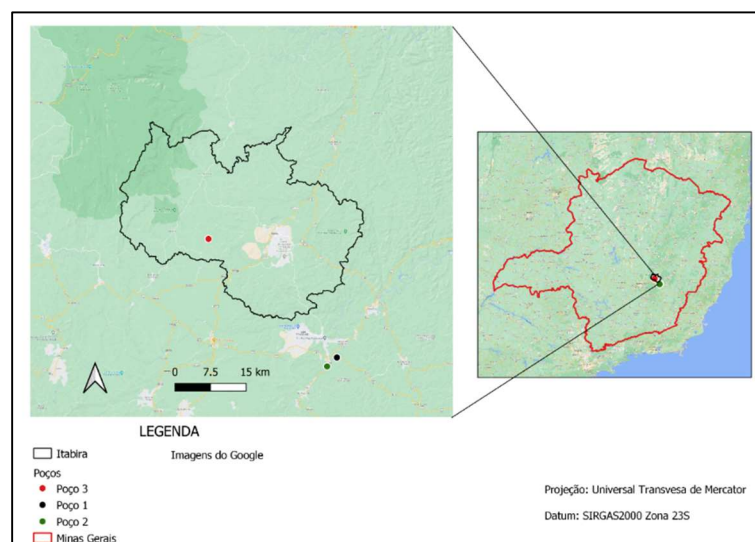 0 7.5 15 km
LEGENDA
Itabira
Imagens do Google
Poços
Poço 3
Poço 1
Poço 2
Minas Gerais
Projeção: Universal Transvesa de Mercator
Datum: SIRGAS2000 Zona 23S